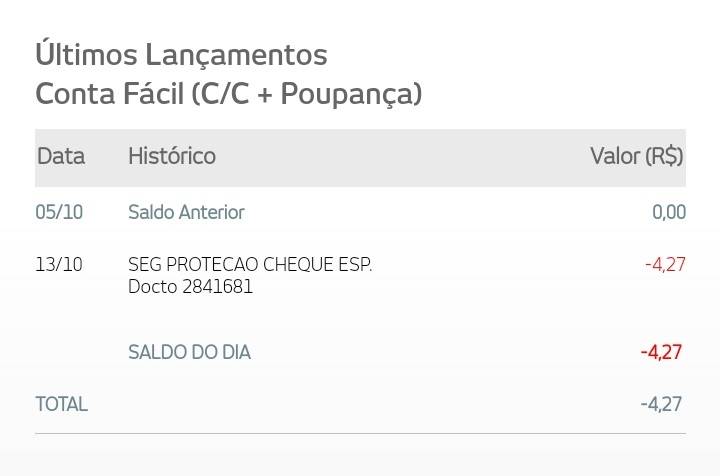 Últimos Lançamentos
Conta Fácil (C/C + Poupança)
Data Histórico Valor (R$)
05/10 Saldo Anterior 0,00
13/10 SEG PROTECAO CHEQUE ESP. -4,27
Docto 2841681
SALDO DO DIA -4,27
TOTAL -4,27